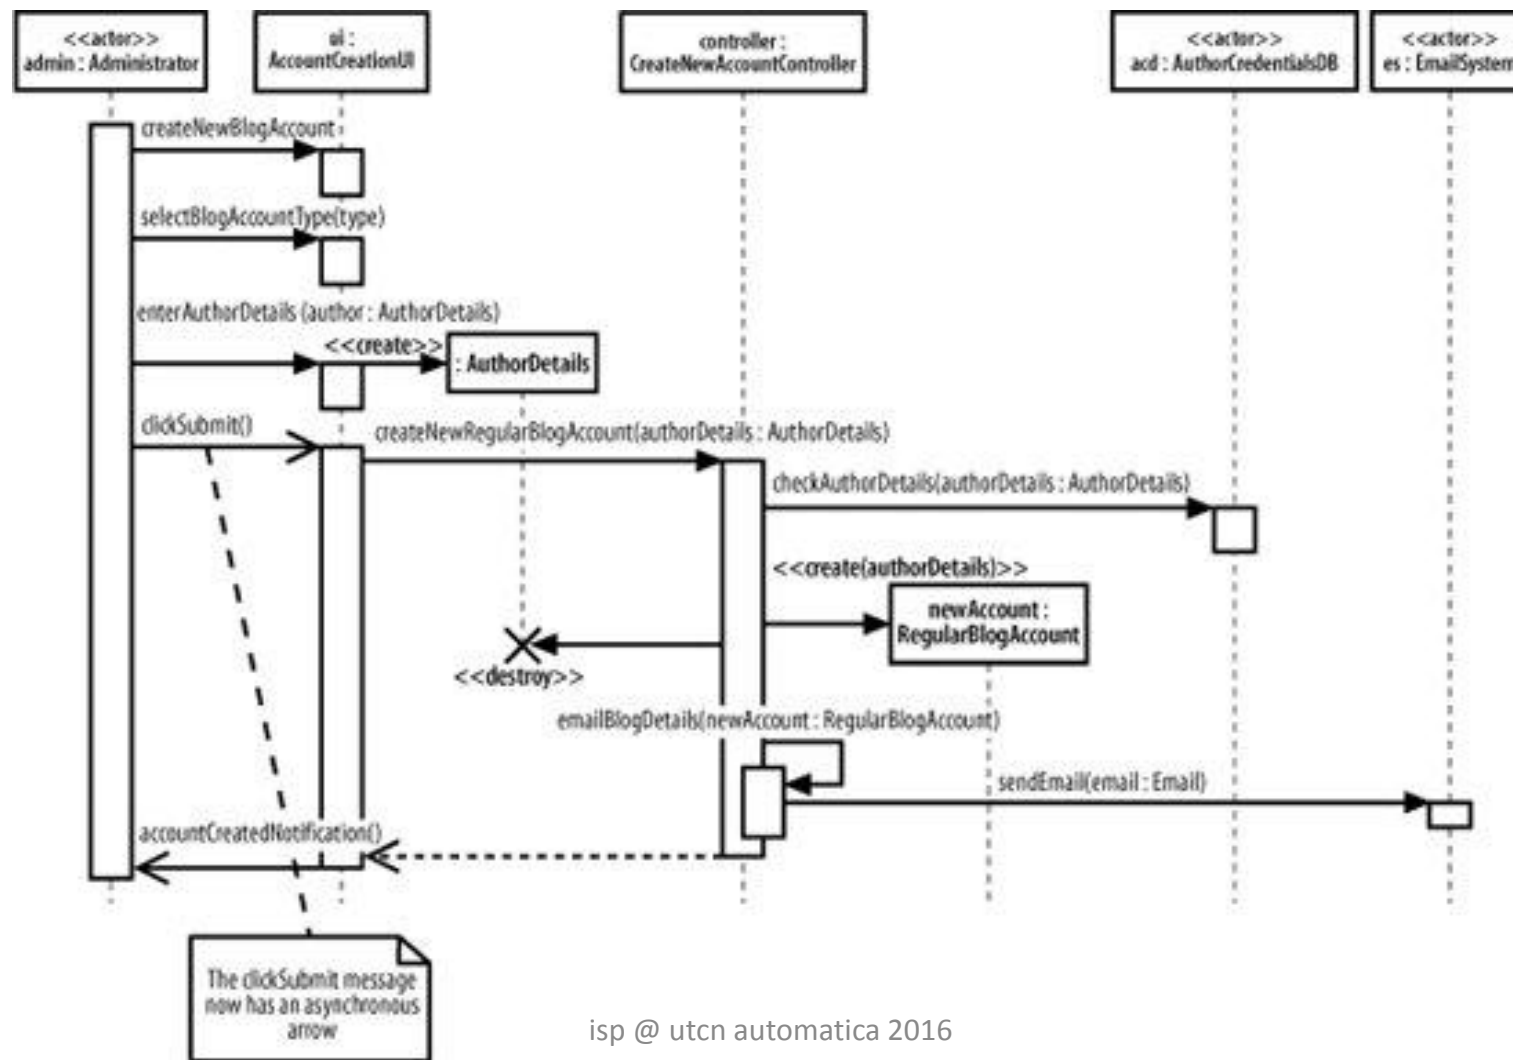 <<actor>>
admin : Administrator
ui :
AccountCreationUI
controller :
CreateNewAccountController
<<actor>>
acd : AuthorCredentialsDB
<<actor>>
es : EmailSystem
createNewBlogAccount
selectBlogAccountType(type)
enterAuthorDetails (author : AuthorDetails)
<<create>>
: AuthorDetails
clickSubmit()
createNewRegularBlogAccount(authorDetails : AuthorDetails)
checkAuthorDetails(authorDetails : AuthorDetails)
<<create(authorDetails)>>
newAccount :
RegularBlogAccount
<<destroy>>
emailBlogDetails(newAccount : RegularBlogAccount)
sendEmail(email : Email)
accountCreatedNotification()
The clickSubmit message
now has an asynchronous
arrow
isp @ utcn automatica 2016